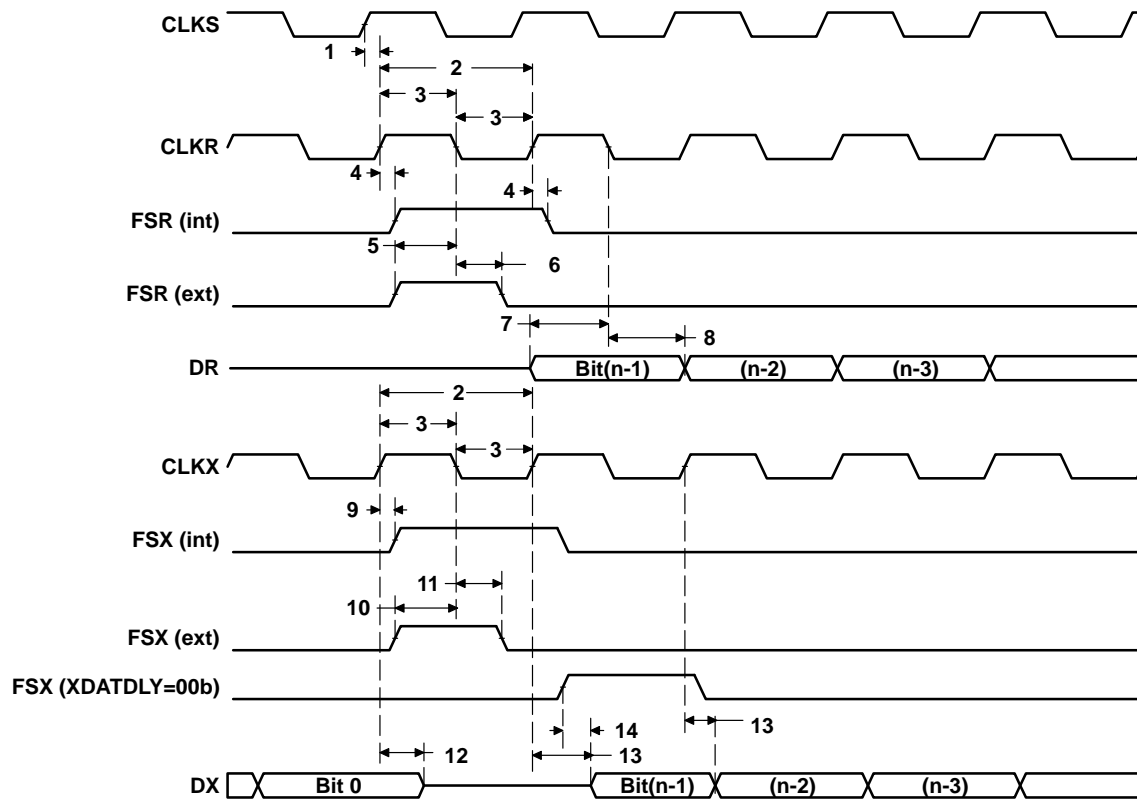 CLKS
1
2
3
3
CLKR
4
4
FSR (int)
5
6
FSR (ext)
7
8
DR Bit(n-1) (n-2) (n-3)
2
3
3
CLKX
9
FSX (int)
11
10
FSX (ext)
FSX (XDATDLY=00b)
14
13
12
13
DX Bit 0 Bit(n-1) (n-2) (n-3)